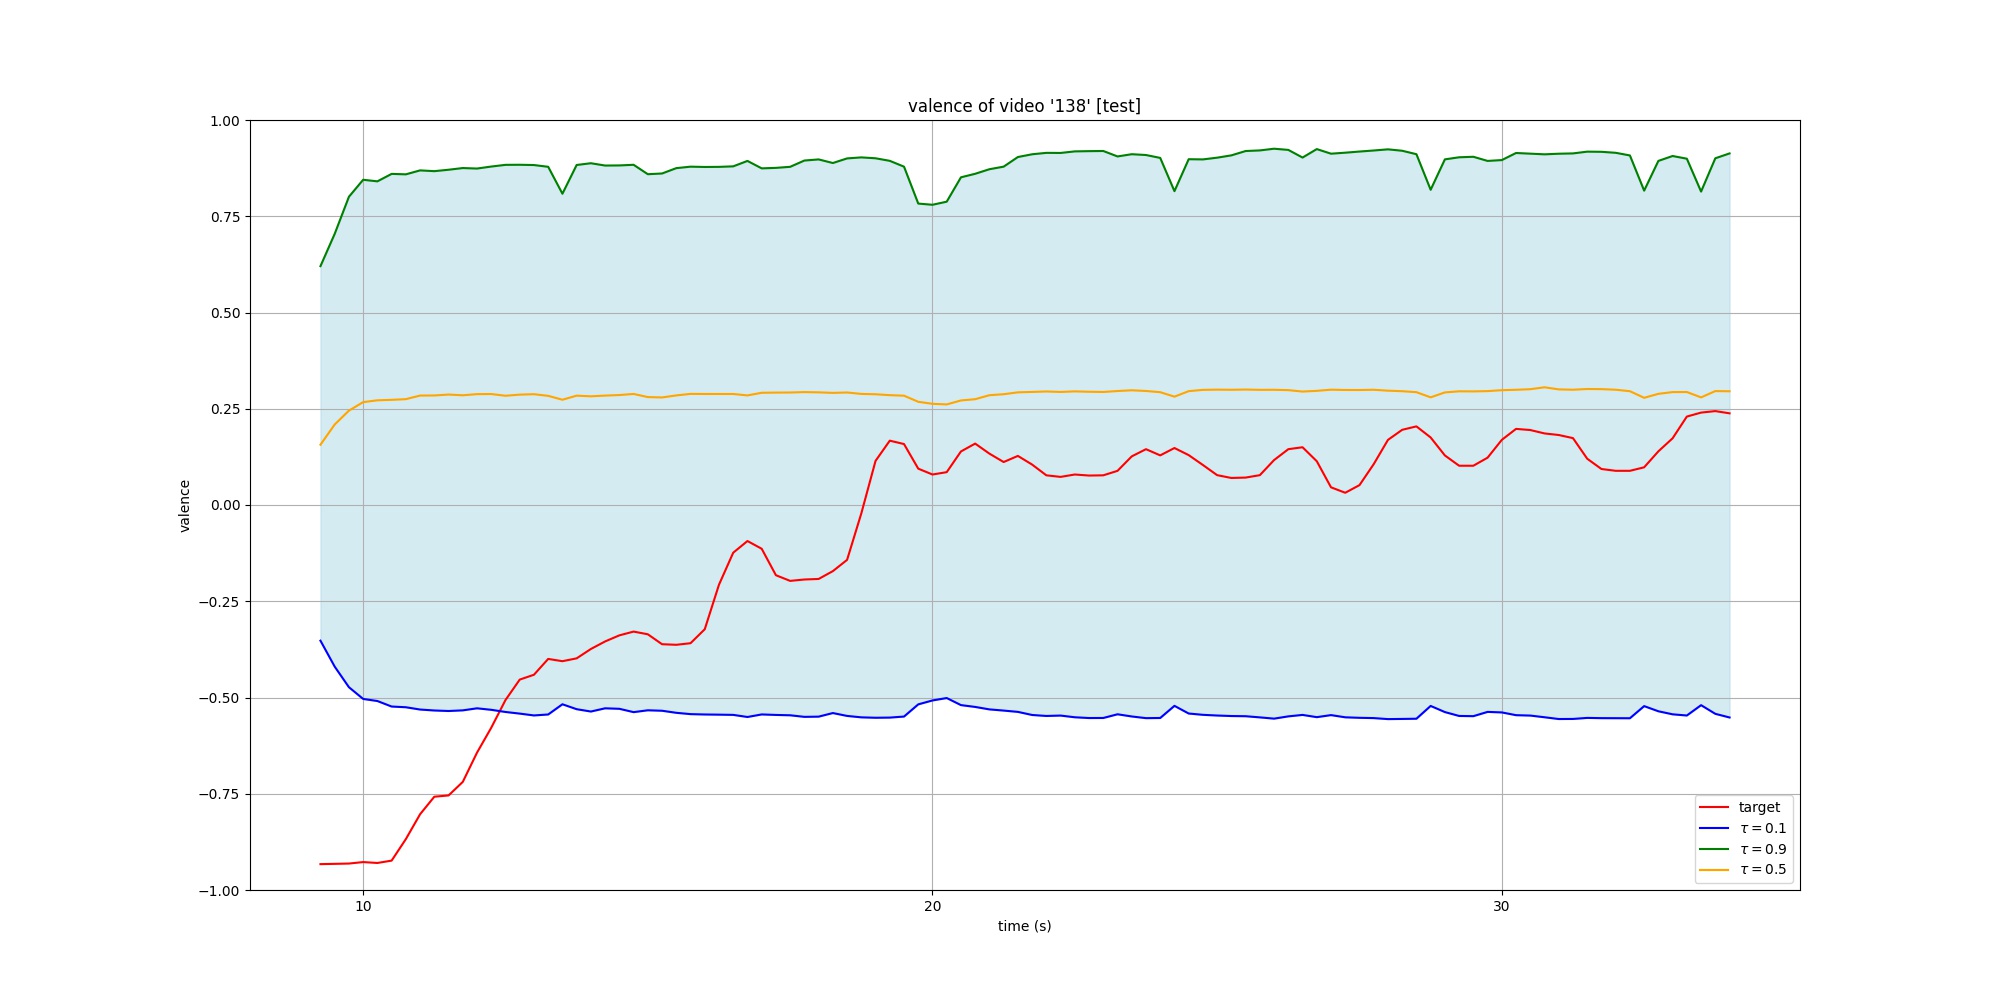 valence of video '138' [test]
1.00
0.75
0.50
0.25
0.00
−0.25
−0.50
−0.75
−1.00
valence
10 20 30
time (s)
target
τ = 0.1
τ = 0.9
τ = 0.5